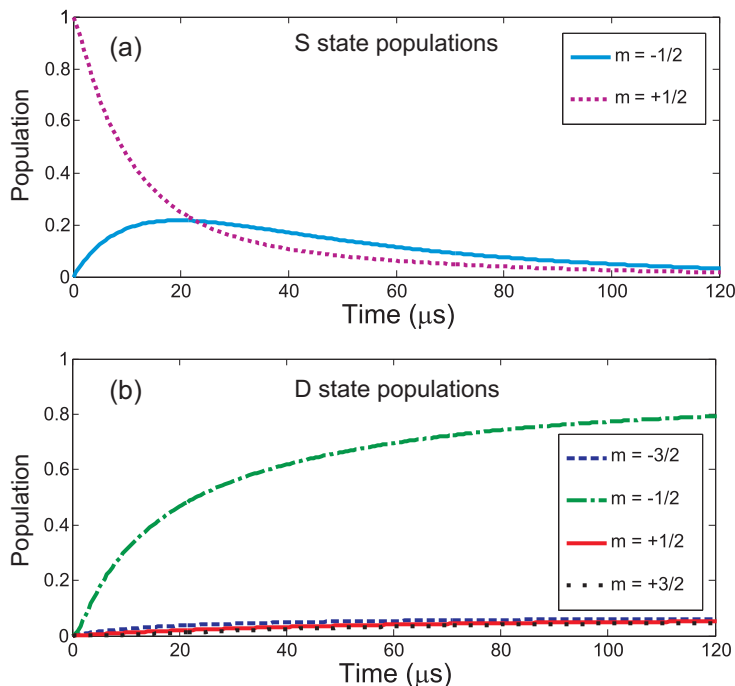 (a)
S state populations
m = -1/2
m = +1/2
Population
1
0.8
0.6
0.4
0.2
0
0 20 40 60 80 100 120
Time (μs)
(b)
D state populations
m = -3/2
m = -1/2
m = +1/2
m = +3/2
Population
1
0.8
0.6
0.4
0.2
0
0 20 40 60 80 100 120
Time (μs)